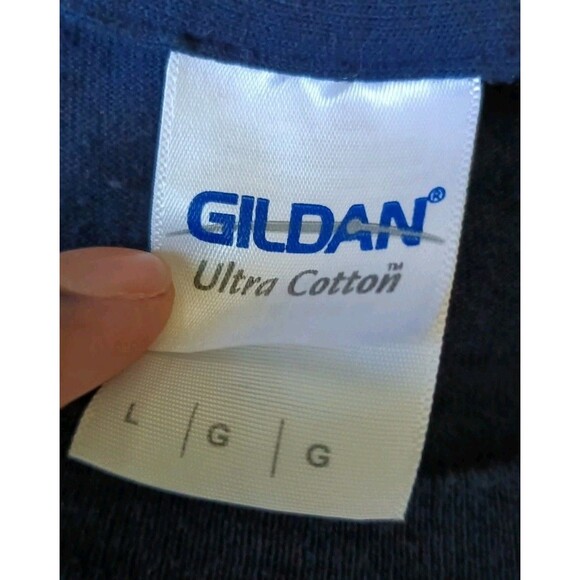 GILDAN®
Ultra Cotton™
L | G | G